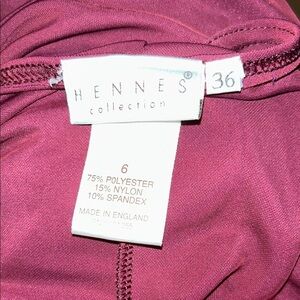 HENNES®
collection
36
6
75% POLYESTER
15% NYLON
10% SPANDEX
MADE IN ENGLAND